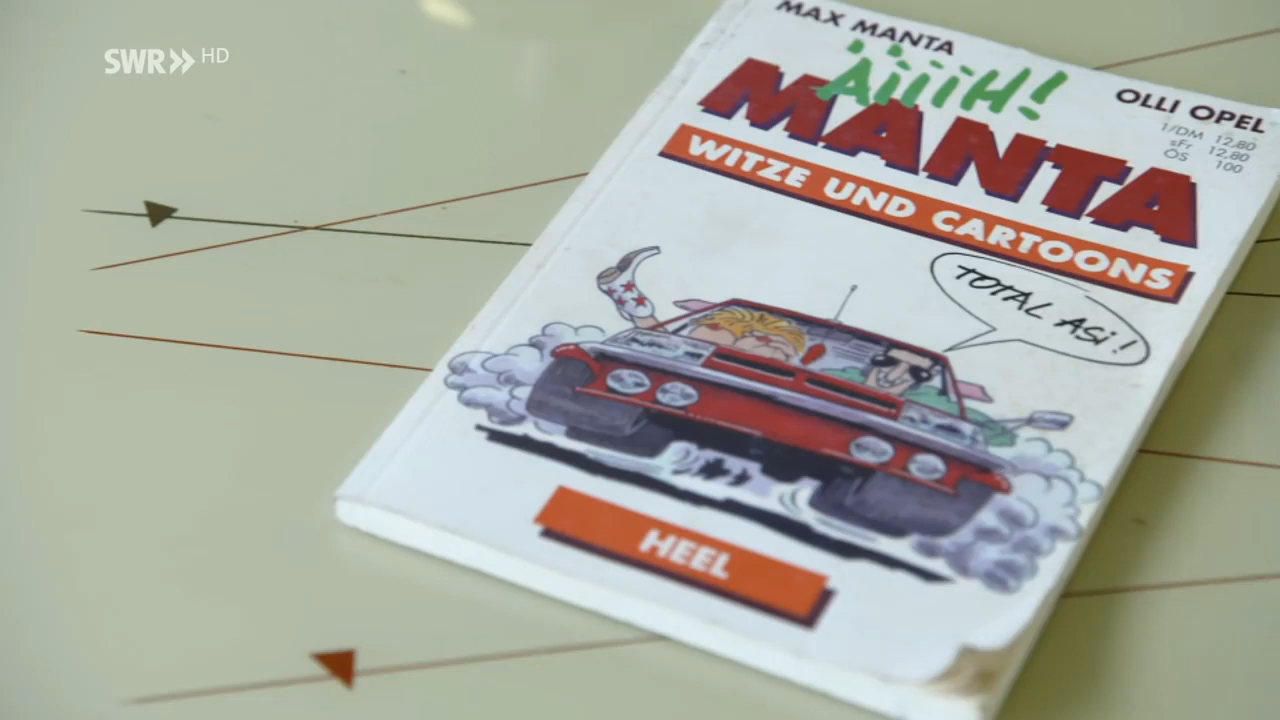 SWR» HD
MAX MANTA
ÄiiiiH!
OLLI OPEL
MANTA
1/DM 12,80
sFr 12,80
ÖS 100
WITZE UND CARTOONS
TOTAL ASi!
HEEL